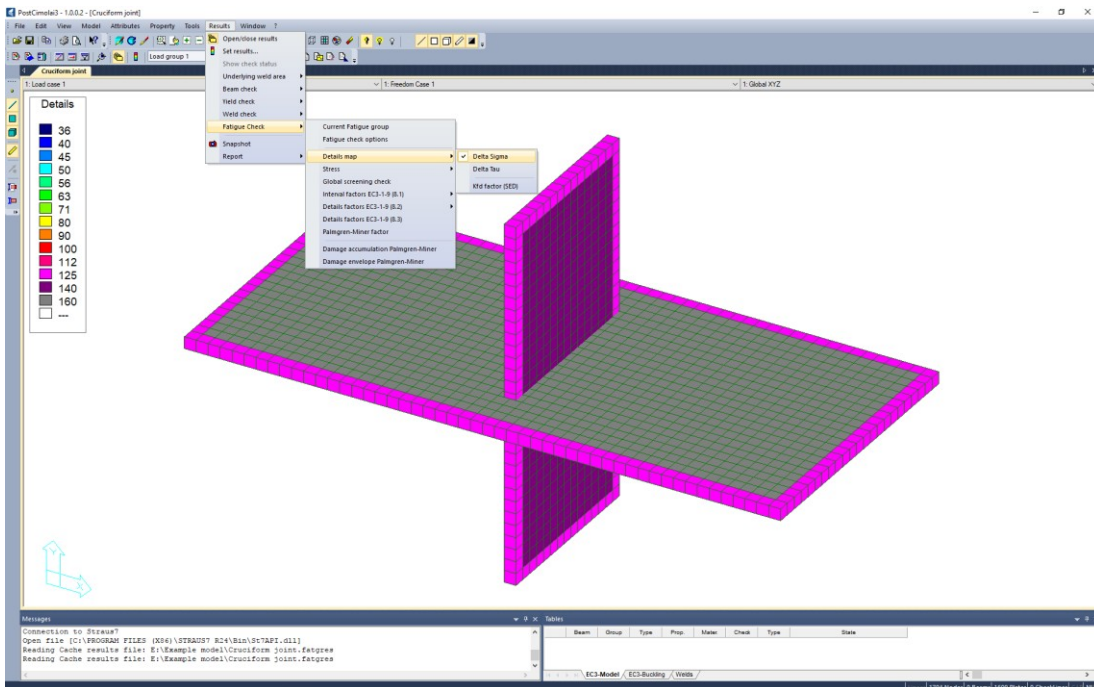 PostCimolai3 - 1.0.0.2 - [Cruciform joint]
File Edit View Model Attributes Property Tools Results Window ?
Load group 1
Cruciform joint
1: Load case 1
1: Freedom Case 1
1: Global XYZ
Details
36
40
45
50
56
63
71
80
90
100
112
125
140
160
---
Open/close results
Set results...
Show check status
Underlying weld area
Beam check
Yield check
Weld check
Fatigue Check
Snapshot
Report
Current Fatigue group
Fatigue check options
Details map
Stress
Global screening check
Interval factors EC3-1-9 (8.1)
Details factors EC3-1-9 (8.2)
Details factors EC3-1-9 (8.3)
Palmgren-Miner factor
Damage accumulation Palmgren-Miner
Damage envelope Palmgren-Miner
Delta Sigma
Delta Tau
Kfd factor (SED)
Y
X
Messages
Connection to Straus7
Open file [C:\PROGRAM FILES (X86)\STRAUS7 R24\Bin\St7API.dll]
Reading Cache results file: E:\Example model\Cruciform joint.fatgres
Reading Cache results file: E:\Example model\Cruciform joint.fatgres
Tables
Beam Group Type Prop. Mater Check Type State
EC3-Model EC3-Buckling Welds